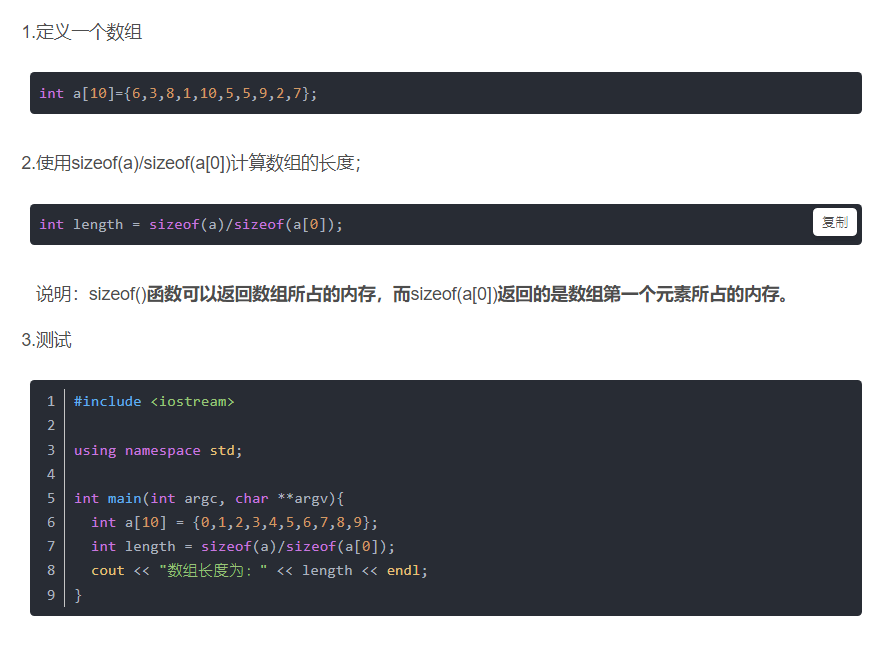 1.定义一个数组
int a[10]={6,3,8,1,10,5,5,9,2,7};
2.使用sizeof(a)/sizeof(a[0])计算数组的长度；
int length = sizeof(a)/sizeof(a[0]);
复制
说明：sizeof()函数可以返回数组所占的内存，而sizeof(a[0])返回的是数组第一个元素所占的内存。
3.测试
1 #include <iostream>
2
3 using namespace std;
4
5 int main(int argc, char **argv){
6   int a[10] = {0,1,2,3,4,5,6,7,8,9};
7   int length = sizeof(a)/sizeof(a[0]);
8   cout << "数组长度为：" << length << endl;
9 }